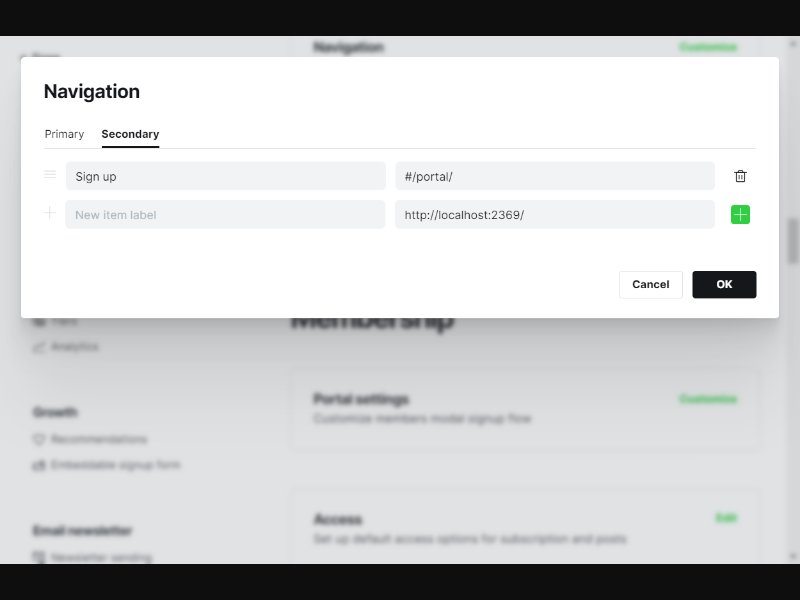 Navigation
Customize
Navigation
Primary
Secondary
Sign up
#/portal/
New item label
http://localhost:2369/
Cancel
OK
Membership
Analytics
Portal settings
Customize
Customize members modal signup flow
Growth
Recommendations
Embeddable signup form
Access
Edit
Set up default access options for subscription and posts
Email newsletter
Newsletter sending